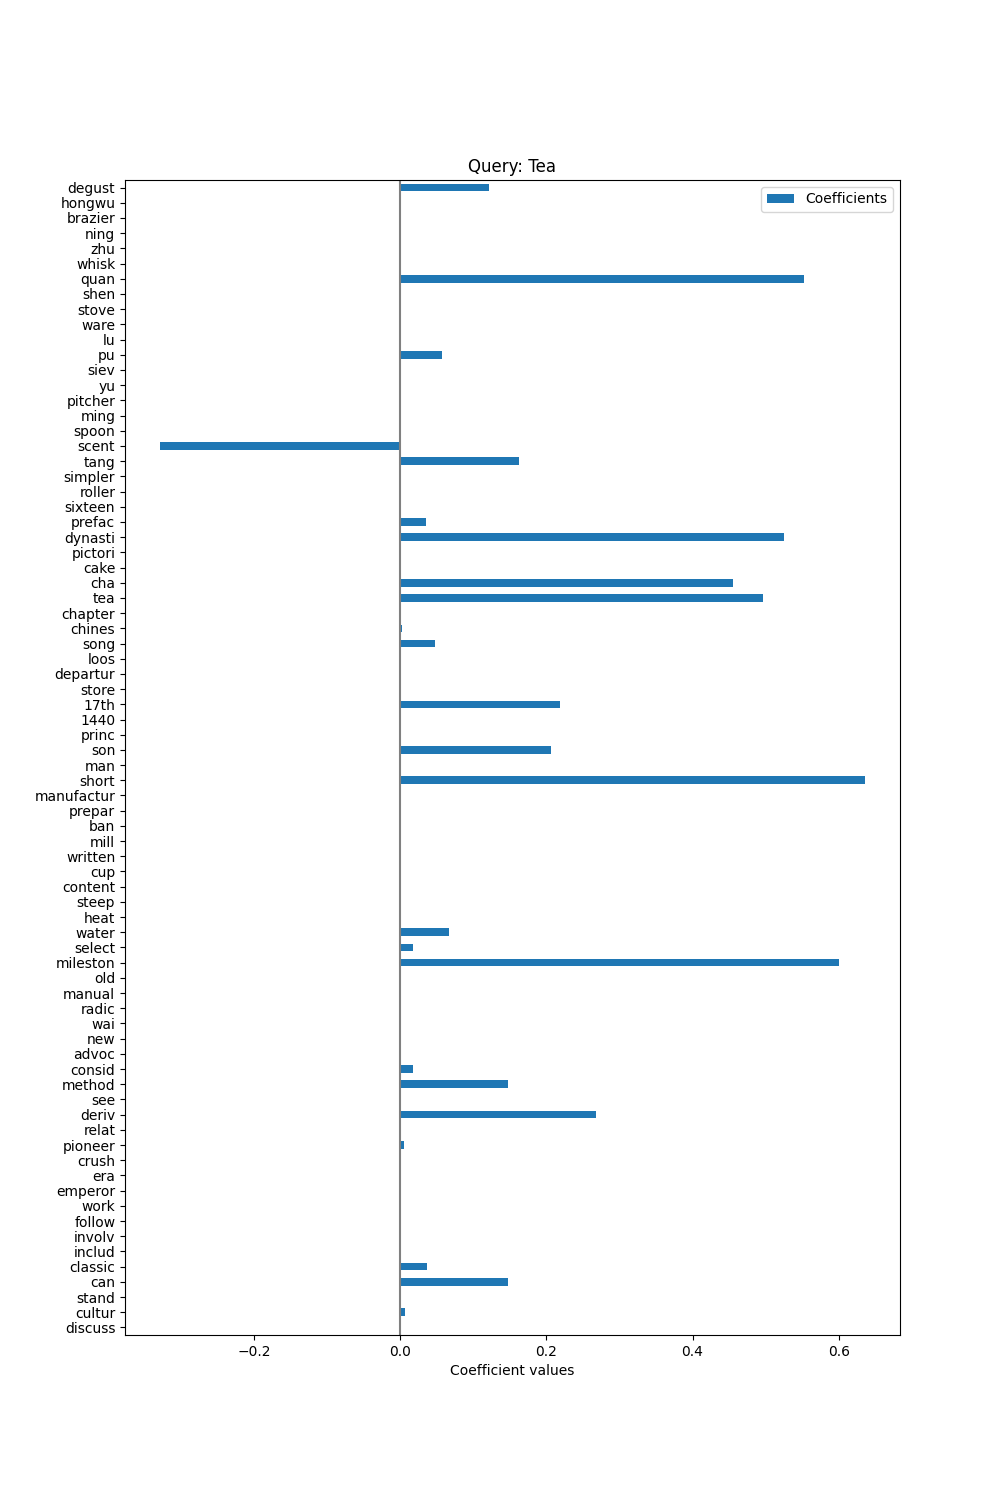 Query: Tea
Coefficients
degust
hongwu
brazier
ning
zhu
whisk
quan
shen
stove
ware
lu
pu
siev
yu
pitcher
ming
spoon
scent
tang
simpler
roller
sixteen
prefac
dynasti
pictori
cake
cha
tea
chapter
chines
song
loos
departur
store
17th
1440
princ
son
man
short
manufactur
prepar
ban
mill
written
cup
content
steep
heat
water
select
mileston
old
manual
radic
wai
new
advoc
consid
method
see
deriv
relat
pioneer
crush
era
emperor
work
follow
involv
includ
classic
can
stand
cultur
discuss
−0.2 0.0 0.2 0.4 0.6
Coefficient values